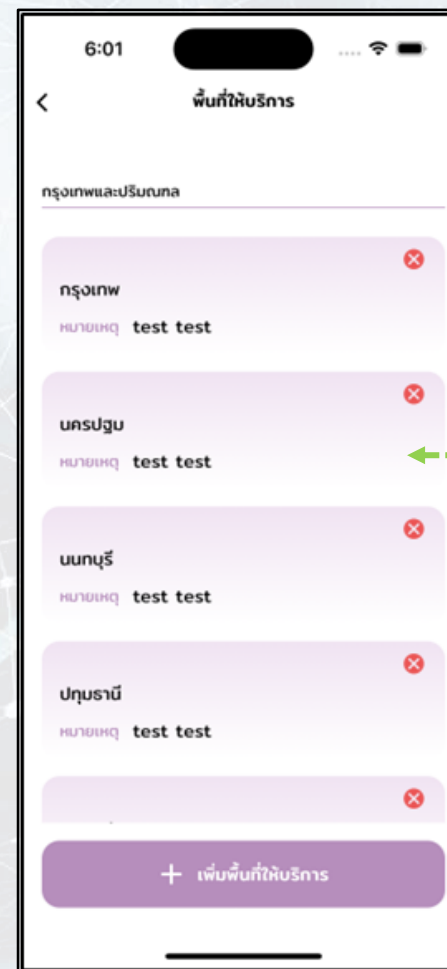 6:01
พื้นที่ให้บริการ
กรุงเทพและปริมณฑล
กรุงเทพ
หมายเหตุ test test
นครปฐม
หมายเหตุ test test
นนทบุรี
หมายเหตุ test test
ปทุมธานี
หมายเหตุ test test
+ เพิ่มพื้นที่ให้บริการ